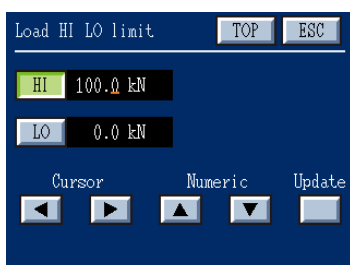 Load HI LO limit TOP ESC
HI 100.0 kN
LO 0.0 kN
Cursor Numeric Update